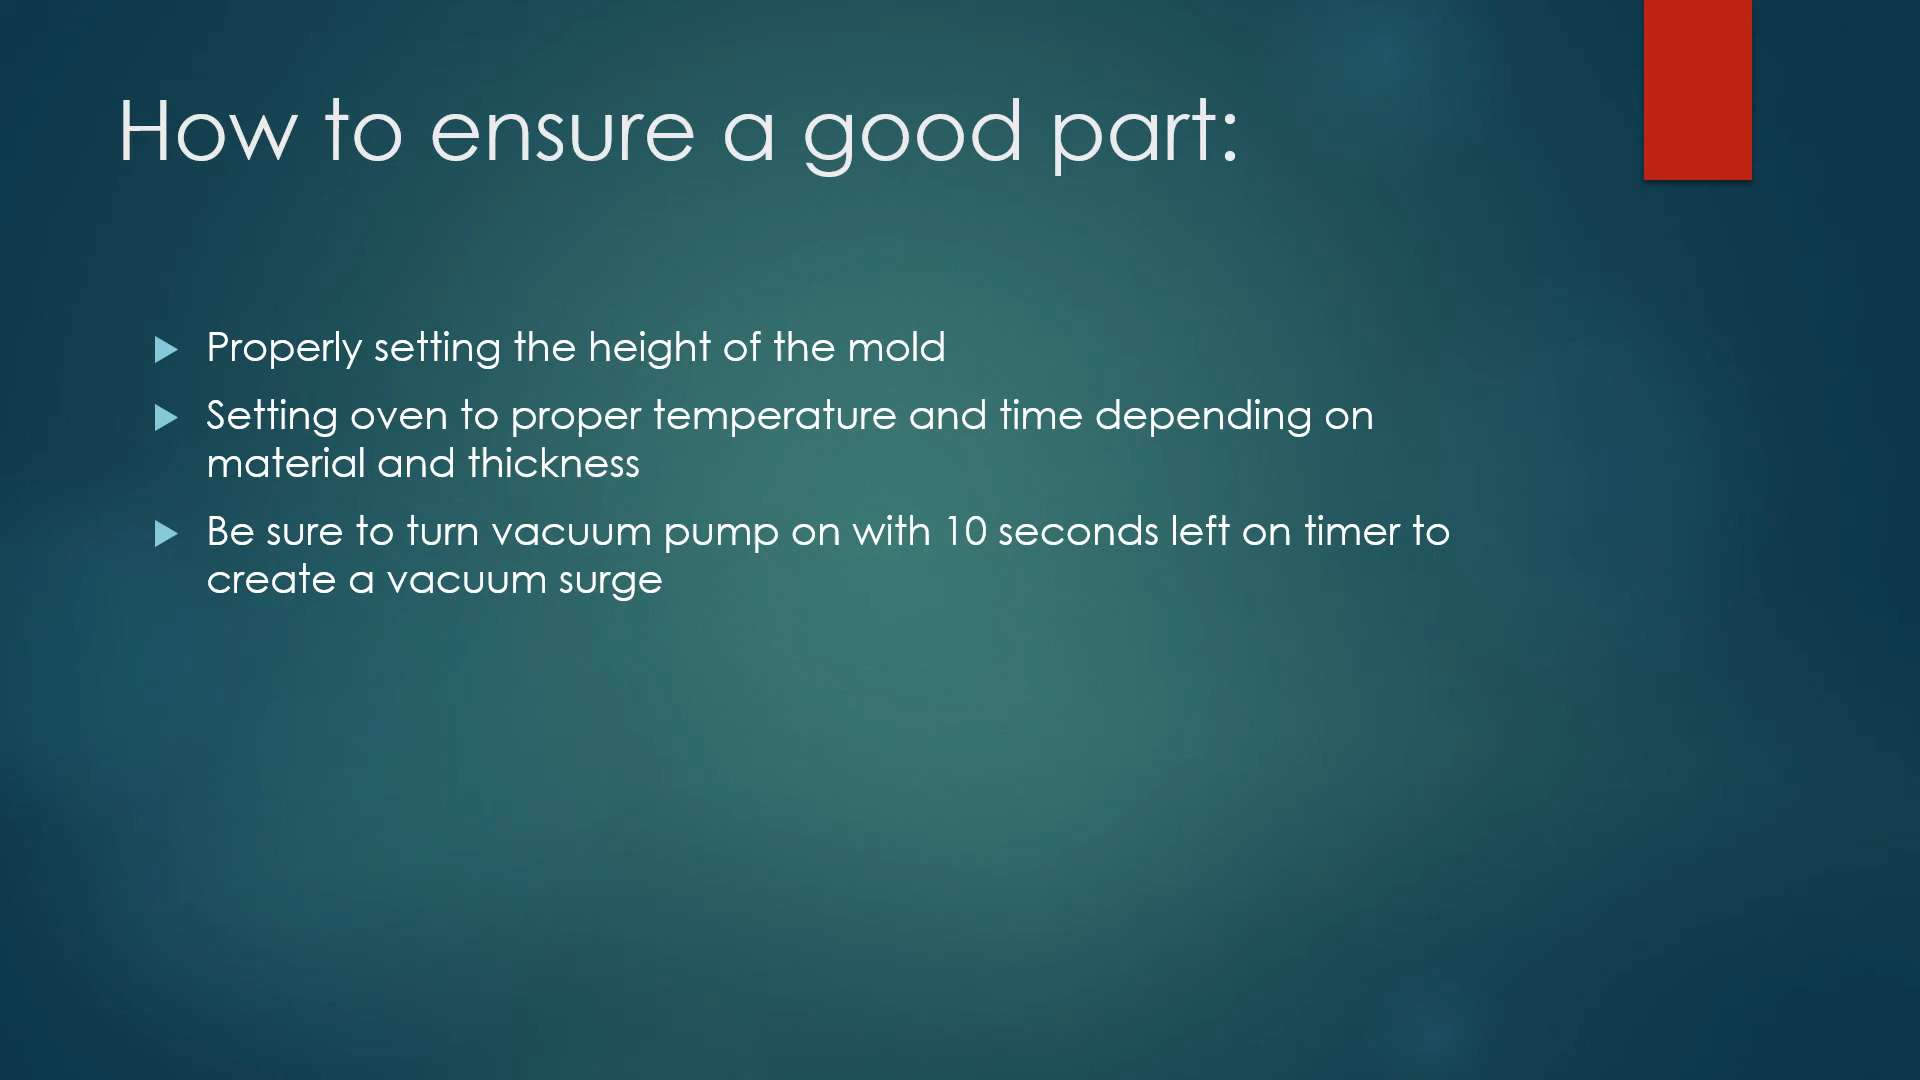 How to ensure a good part:
Properly setting the height of the mold
Setting oven to proper temperature and time depending on
material and thickness
Be sure to turn vacuum pump on with 10 seconds left on timer to
create a vacuum surge